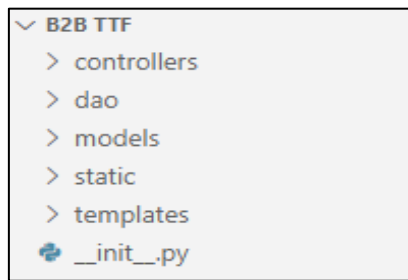 B2B TTF
controllers
dao
models
static
templates
__init__.py